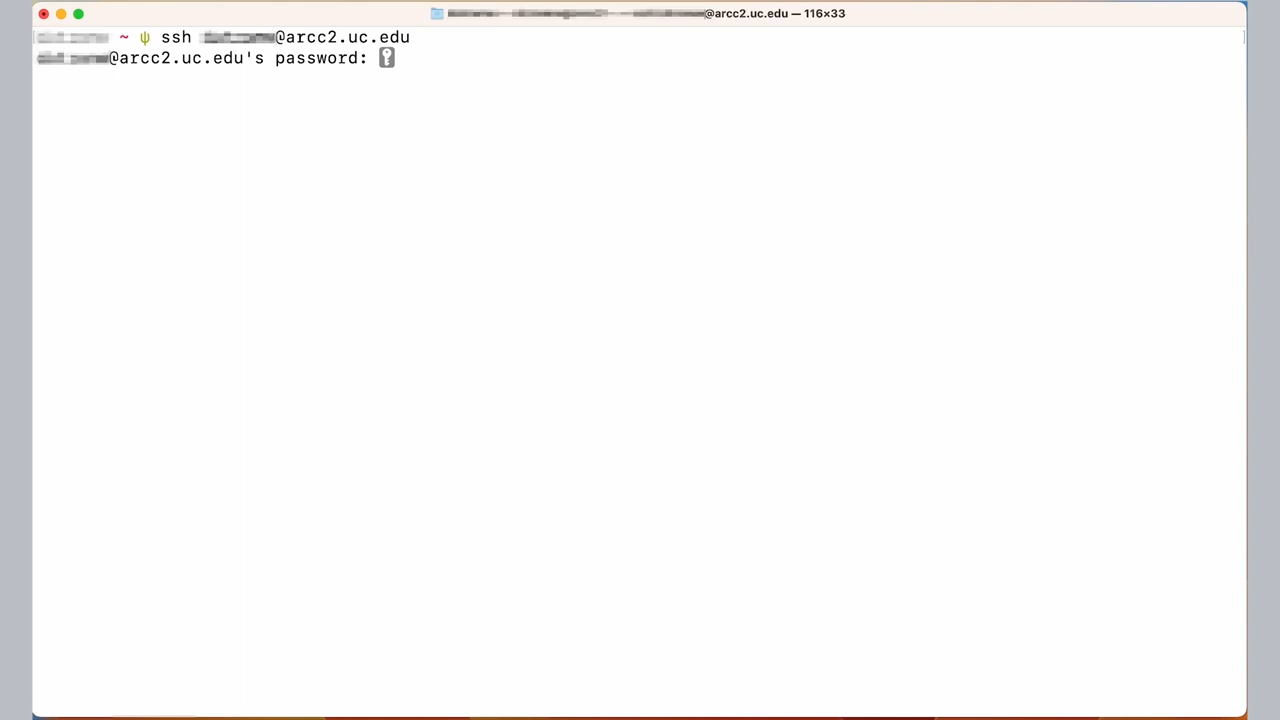 @arcc2.uc.edu — 116×33
~ ψ ssh @arcc2.uc.edu
@arcc2.uc.edu's password: